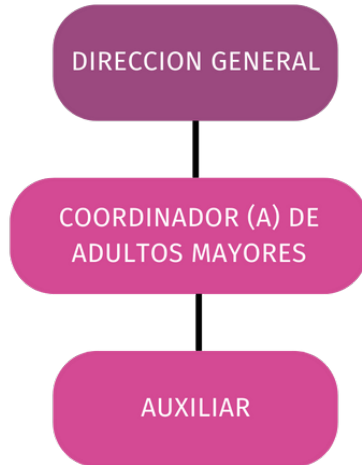 DIRECCION GENERAL
COORDINADOR (A) DE
ADULTOS MAYORES
AUXILIAR